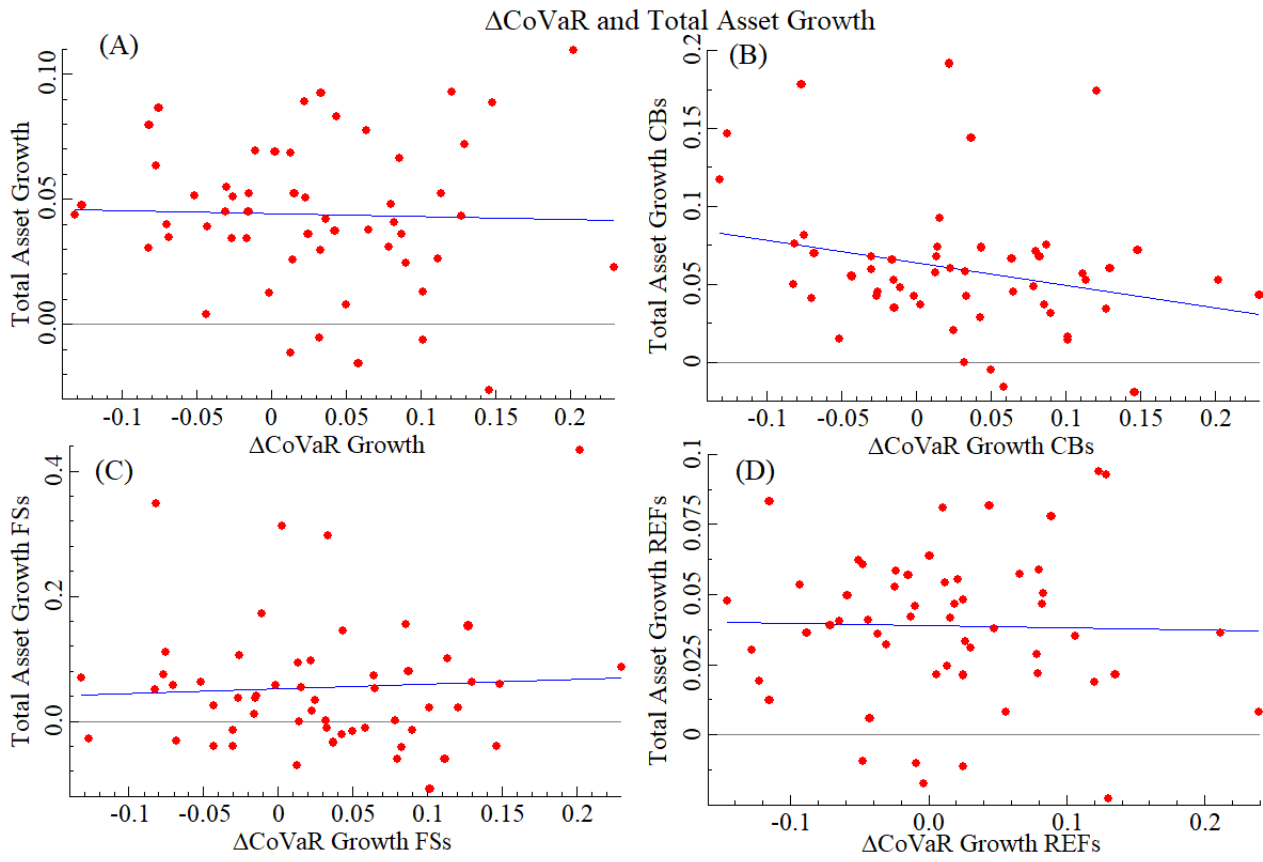 ΔCoVaR and Total Asset Growth
(A)
Total Asset Growth
0.10
0.05
0.00
-0.1 -0.05 0 0.05 0.1 0.15 0.2
ΔCoVaR Growth
(B)
Total Asset Growth CBs
0.2
0.15
0.1
0.05
0
-0.1 -0.05 0 0.05 0.1 0.15 0.2
ΔCoVaR Growth CBs
(C)
Total Asset Growth FSs
0.4
0.2
0.0
-0.1 -0.05 0 0.05 0.1 0.15 0.2
ΔCoVaR Growth FSs
(D)
Total Asset Growth REFs
0.1
0.075
0.05
0.025
0
-0.1 0.0 0.1 0.2
ΔCoVaR Growth REFs